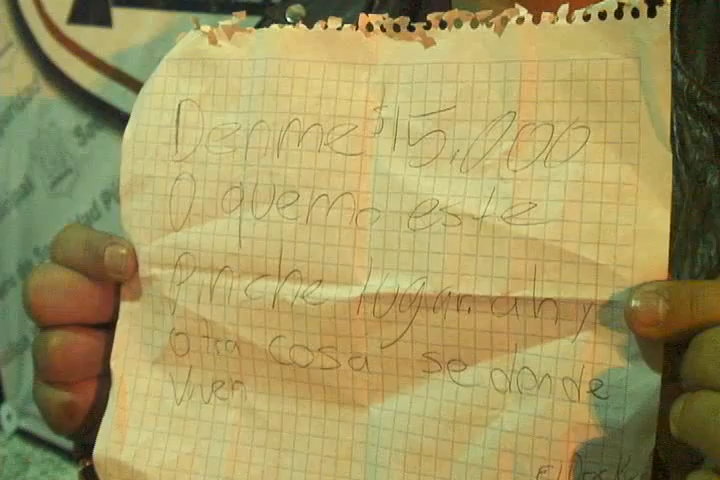 Denme $15,000
O quemo este
Pinche lugar. ah y
otra cosa se donde
Viven